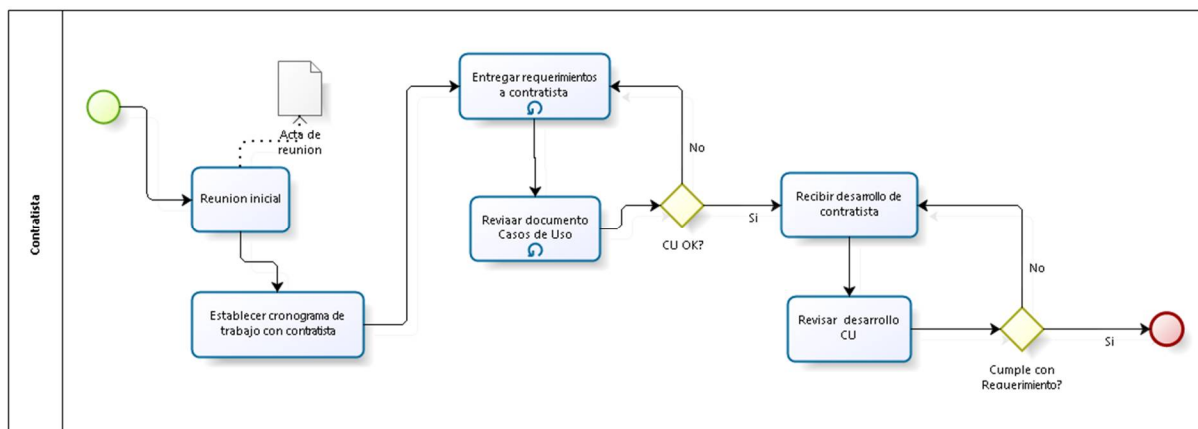 Contratista
Acta de
reunion
Reunion inicial
Establecer cronograma de
trabajo con contratista
Entregar requerimientos
a contratista
Reviaar documento
Casos de Uso
No
CU OK?
Si
Recibir desarrollo de
contratista
Revisar desarrollo
CU
No
Cumple con
Requerimiento?
Si